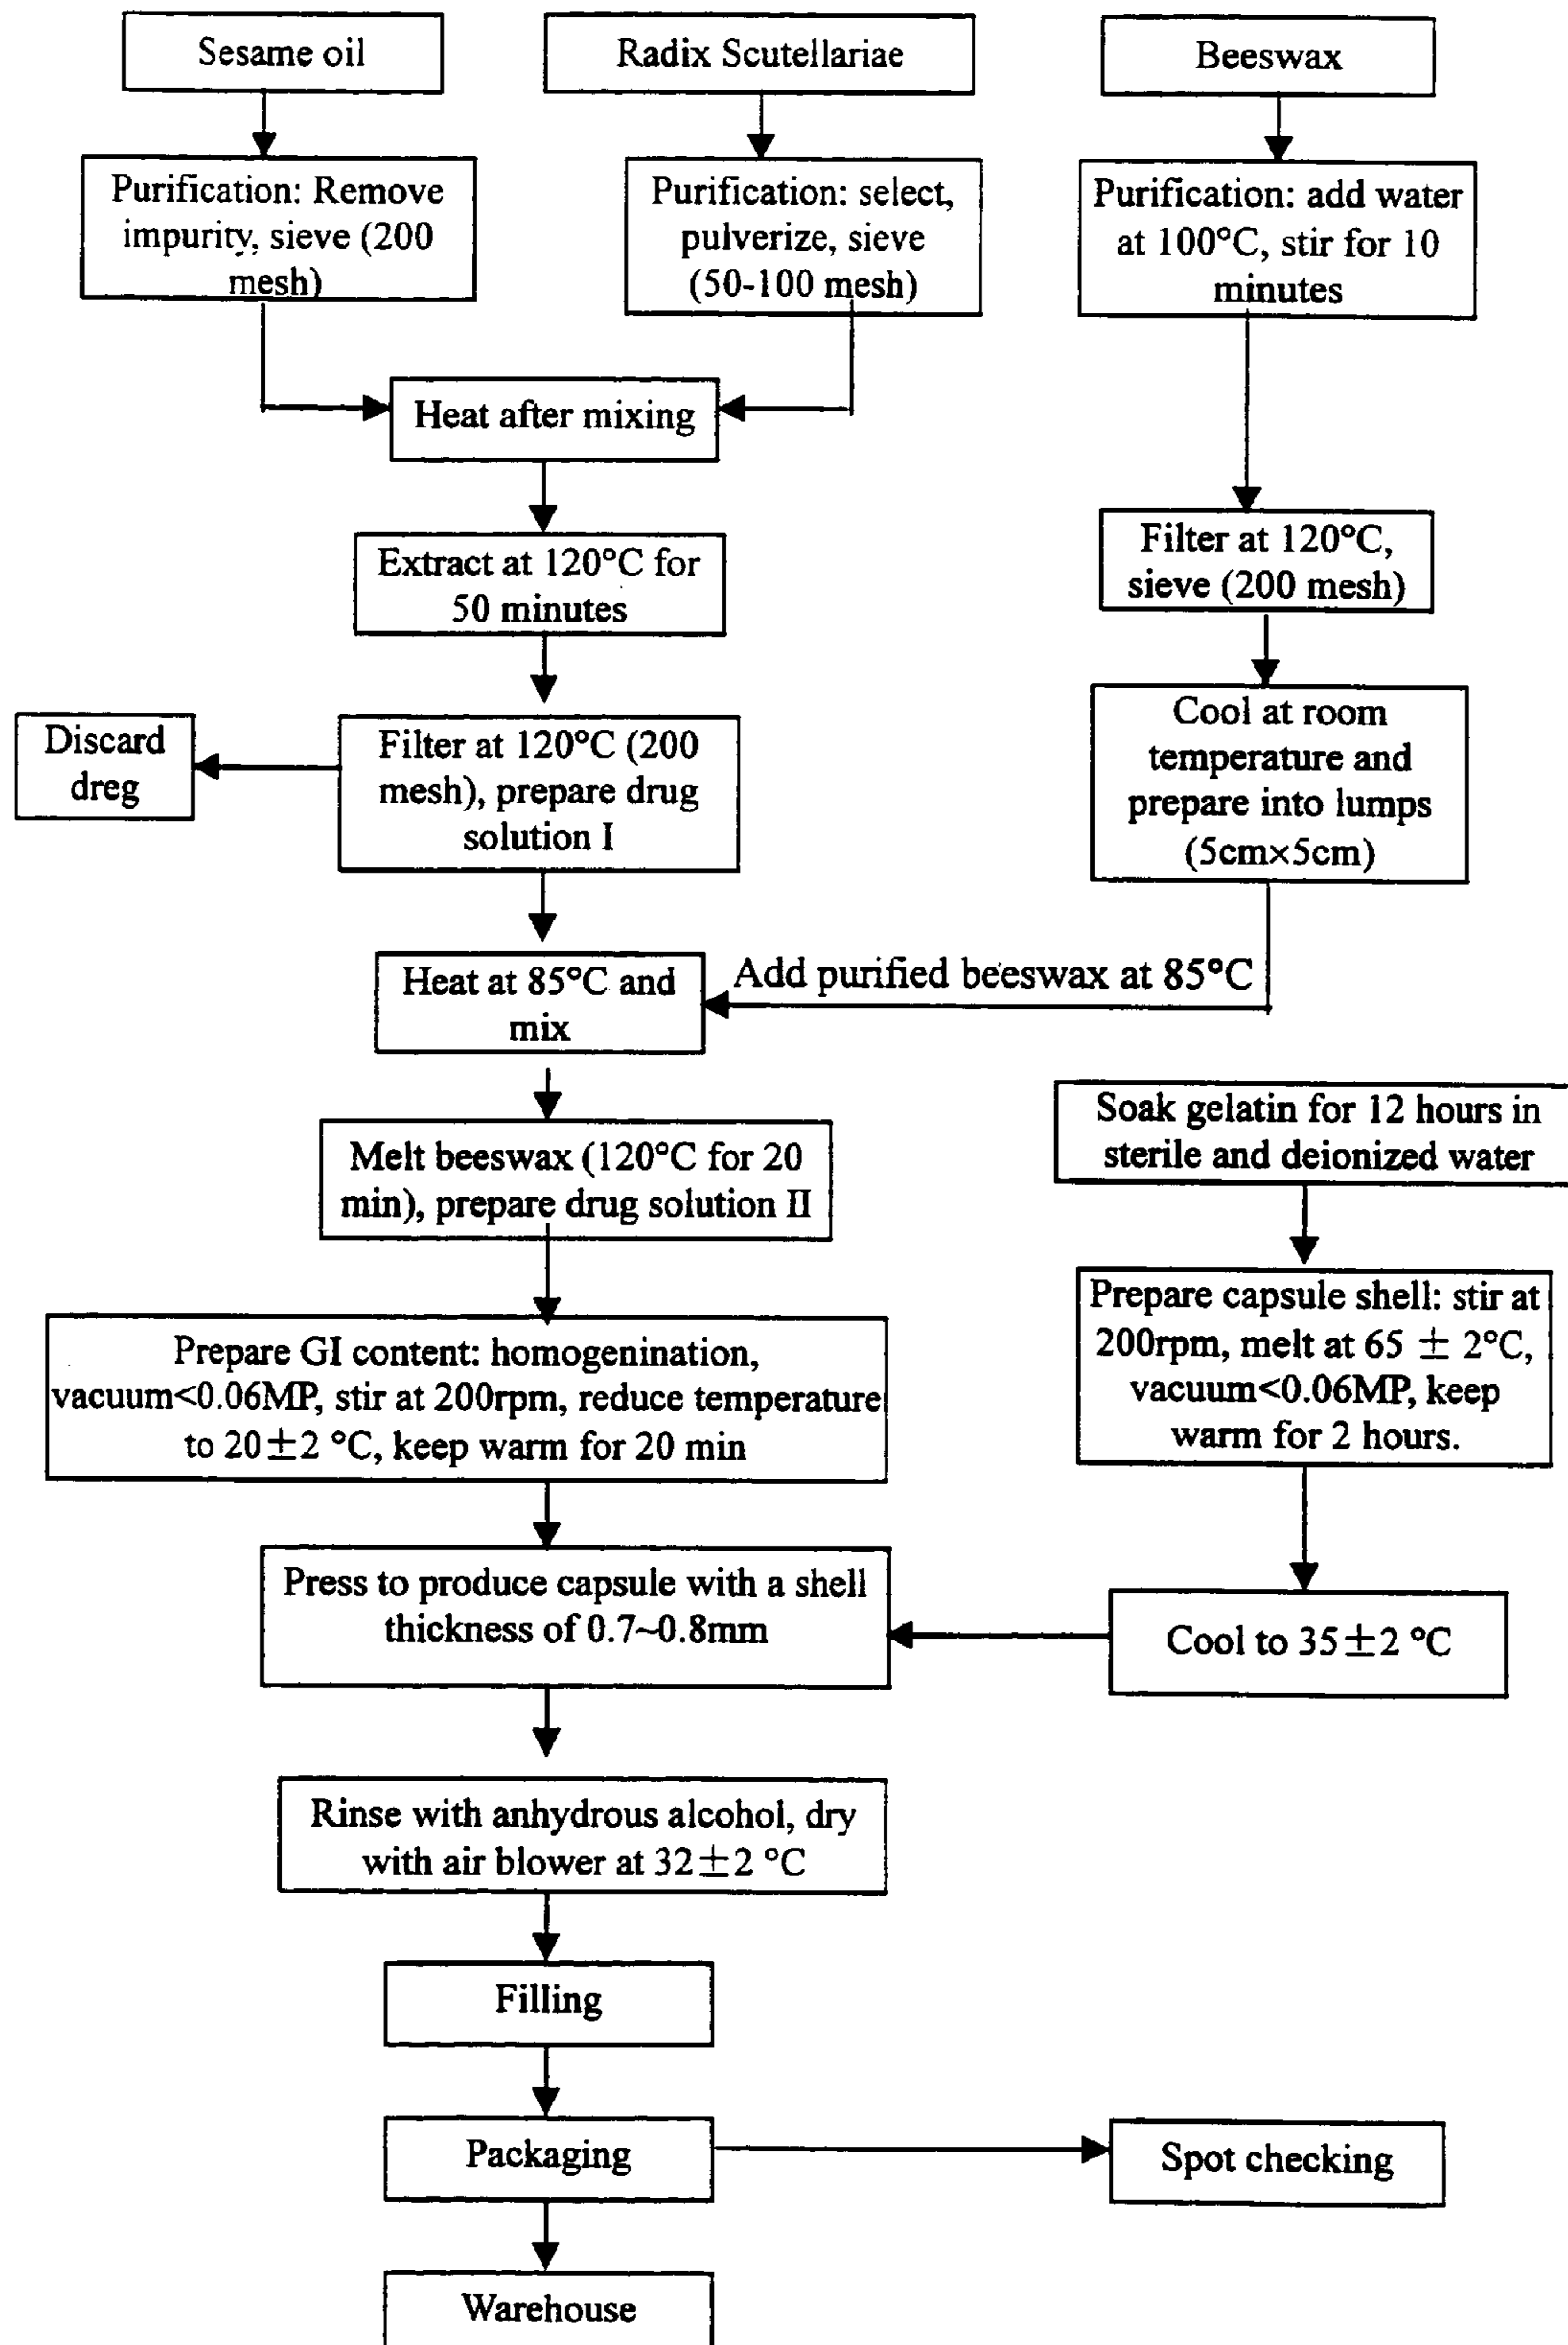 Sesame oil
Radix Scutellariae
Beeswax
Purification: Remove
impurity, sieve (200
mesh)
Purification: select,
pulverize, sieve
(50-100 mesh)
Purification: add water
at 100°C, stir for 10
minutes
Heat after mixing
Extract at 120°C for
50 minutes
Filter at 120°C,
sieve (200 mesh)
Discard
dreg
Filter at 120°C (200
mesh), prepare drug
solution I
Cool at room
temperature and
prepare into lumps
(5cm×5cm)
Heat at 85°C and
mix
Add purified beeswax at 85°C
Melt beeswax (120°C for 20
min), prepare drug solution II
Soak gelatin for 12 hours in
sterile and deionized water
Prepare GI content: homogenination,
vacuum<0.06MP, stir at 200rpm, reduce temperature
to 20±2 °C, keep warm for 20 min
Prepare capsule shell: stir at
200rpm, melt at 65 ± 2°C,
vacuum<0.06MP, keep
warm for 2 hours.
Press to produce capsule with a shell
thickness of 0.7~0.8mm
Cool to 35±2 °C
Rinse with anhydrous alcohol, dry
with air blower at 32±2 °C
Filling
Packaging
Spot checking
Warehouse